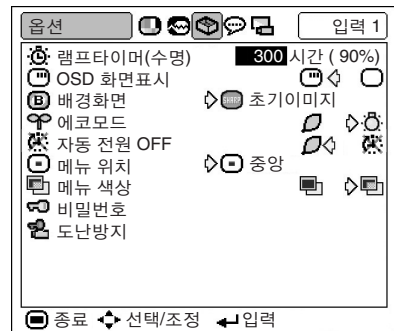 옵션 입력 1
램프타이머(수명) 300 시간 ( 90%)
OSD 화면표시
B 배경화면 SHARP 초기이미지
에코모드
자동 전원 OFF
메뉴 위치 중앙
메뉴 색상
비밀번호
도난방지
종료 선택/조정 입력